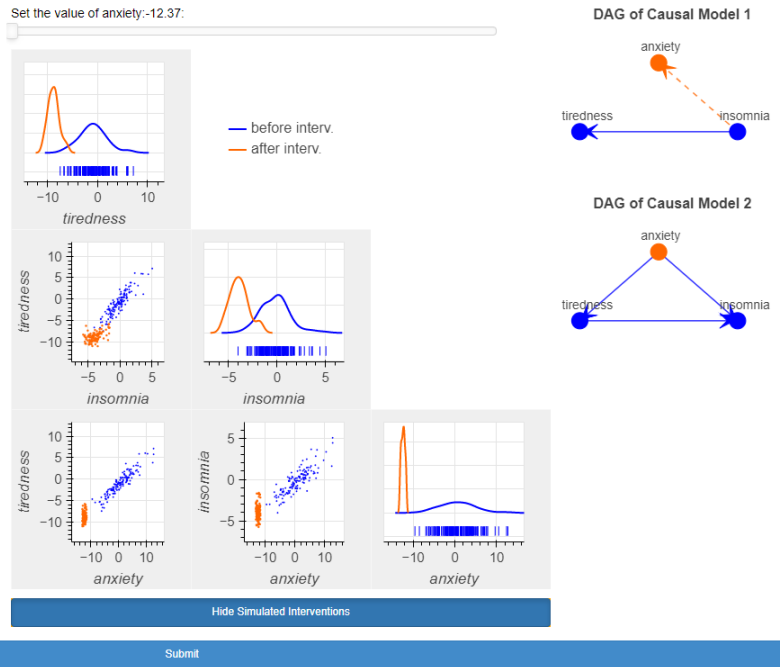 Set the value of anxiety:-12.37:
DAG of Causal Model 1
anxiety
tiredness
insomnia
before interv.
after interv.
−10 0 10
tiredness
DAG of Causal Model 2
anxiety
tiredness
insomnia
tiredness
10
5
0
−5
−10
−5 0 5
insomnia
−5 0 5
insomnia
tiredness
10
5
0
−5
−10
−10 0 10
anxiety
insomnia
5
0
−5
−10 0 10
anxiety
−10 0 10
anxiety
Hide Simulated Interventions
Submit